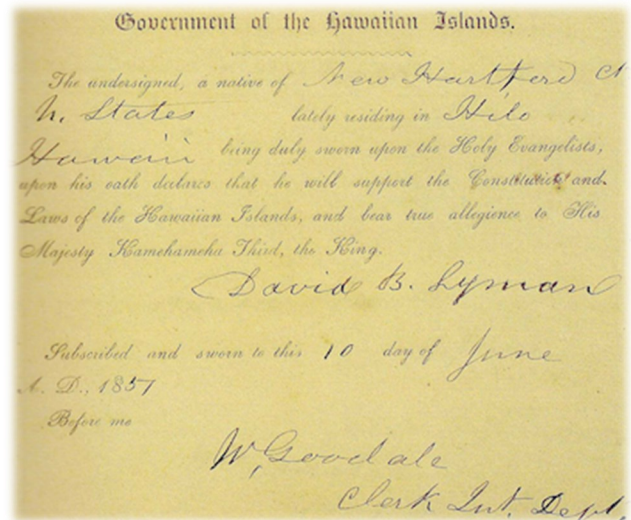 Government of the Hawaiian Islands.
The undersigned, a native of New Hartford Ct
U. States lately residing in Hilo
Hawaii being duly sworn upon the Holy Evangelists,
upon his oath declares that he will support the Constitution and
Laws of the Hawaiian Islands, and bear true allegience to His
Majesty Kamehameha Third, the King.
David B. Lyman
Subscribed and sworn to this 10 day of June
A. D., 1851
Before me
W, Goodale
Clerk Int. Dept.